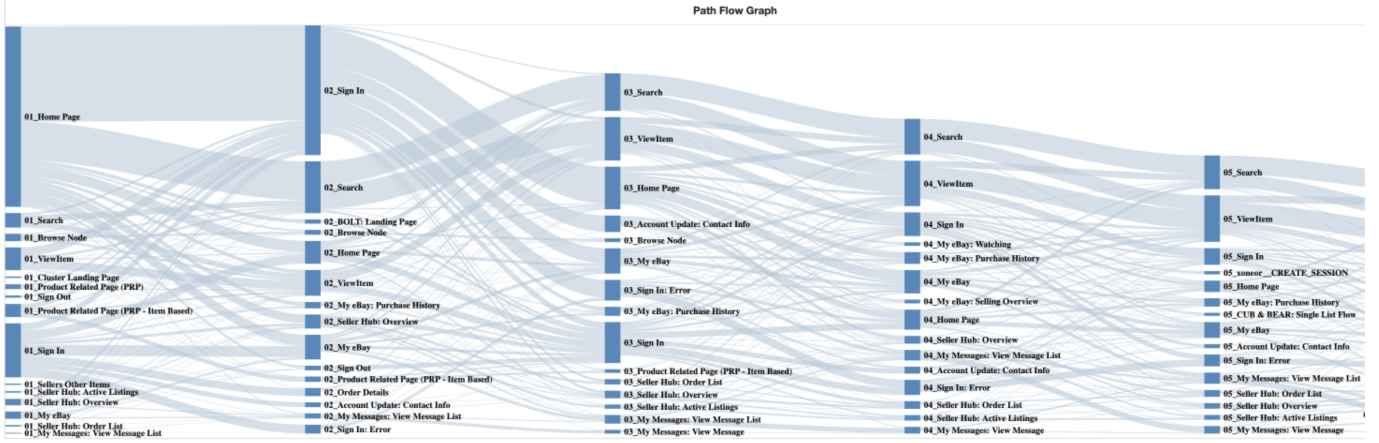 Path Flow Graph
01_Home Page
01_Search
01_Browse Node
01_ViewItem
01_Cluster Landing Page
01_Product Related Page (PRP)
01_Sign Out
01_Product Related Page (PRP - Item Based)
01_Sign In
01_Sellers Other Items
01_Seller Hub: Active Listings
01_Seller Hub: Overview
01_My eBay
01_Seller Hub: Order List
01_My Messages: View Message List
02_Sign In
02_Search
02_BOLT: Landing Page
02_Browse Node
02_Home Page
02_ViewItem
02_My eBay: Purchase History
02_Seller Hub: Overview
02_My eBay
02_Sign Out
02_Product Related Page (PRP - Item Based)
02_Order Details
02_Account Update: Contact Info
02_My Messages: View Message List
02_Sign In: Error
03_Search
03_ViewItem
03_Home Page
03_Account Update: Contact Info
03_Browse Node
03_My eBay
03_Sign In: Error
03_My eBay: Purchase History
03_Sign In
03_Product Related Page (PRP - Item Based)
03_Seller Hub: Order List
03_Seller Hub: Overview
03_Seller Hub: Active Listings
03_My Messages: View Message List
03_My Messages: View Message
04_Search
04_ViewItem
04_Sign In
04_My eBay: Watching
04_My eBay: Purchase History
04_My eBay
04_My eBay: Selling Overview
04_Home Page
04_Seller Hub: Overview
04_My Messages: View Message List
04_Account Update: Contact Info
04_Sign In: Error
04_Seller Hub: Order List
04_Seller Hub: Active Listings
04_My Messages: View Message
05_Search
05_ViewItem
05_Sign In
05_xoneor__CREATE_SESSION
05_Home Page
05_My eBay: Purchase History
05_CUB & BEAR: Single List Flow
05_My eBay
05_Account Update: Contact Info
05_Sign In: Error
05_My Messages: View Message List
05_Seller Hub: Order List
05_Seller Hub: Overview
05_Seller Hub: Active Listings
05_My Messages: View Message